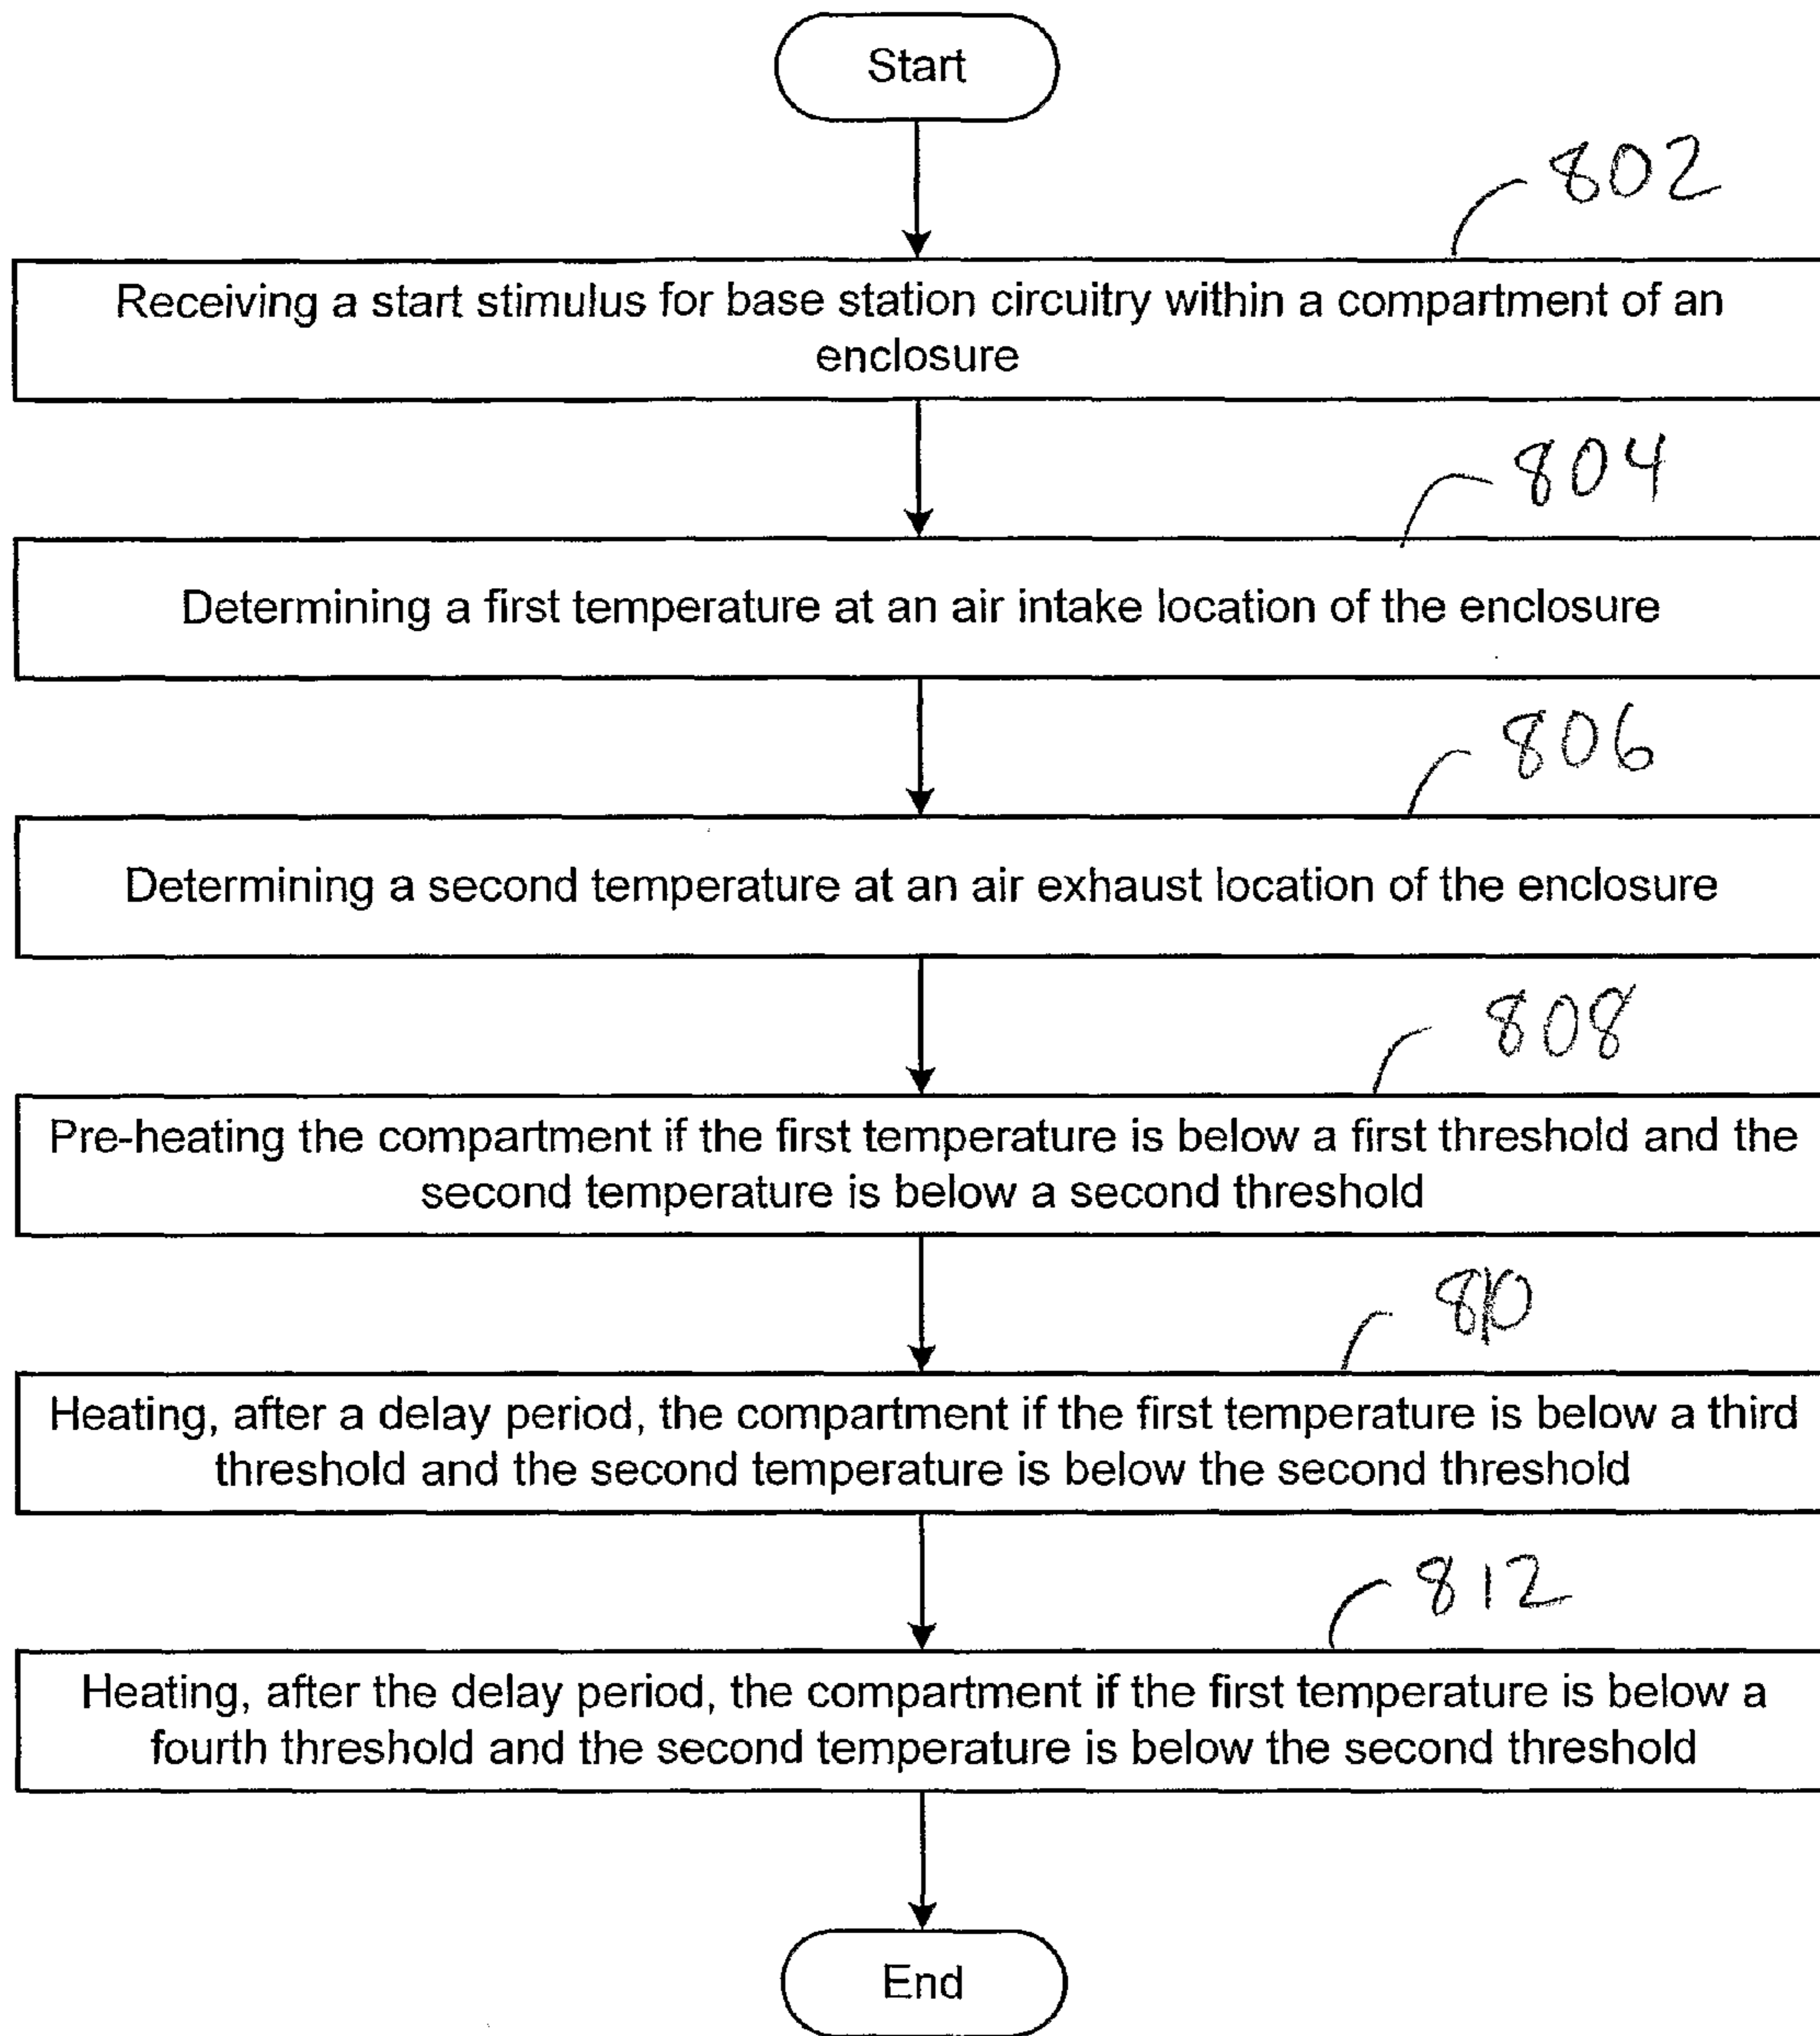 Start
802
Receiving a start stimulus for base station circuitry within a compartment of an
enclosure
804
Determining a first temperature at an air intake location of the enclosure
806
Determining a second temperature at an air exhaust location of the enclosure
808
Pre-heating the compartment if the first temperature is below a first threshold and the
second temperature is below a second threshold
810
Heating, after a delay period, the compartment if the first temperature is below a third
threshold and the second temperature is below the second threshold
812
Heating, after the delay period, the compartment if the first temperature is below a
fourth threshold and the second temperature is below the second threshold
End